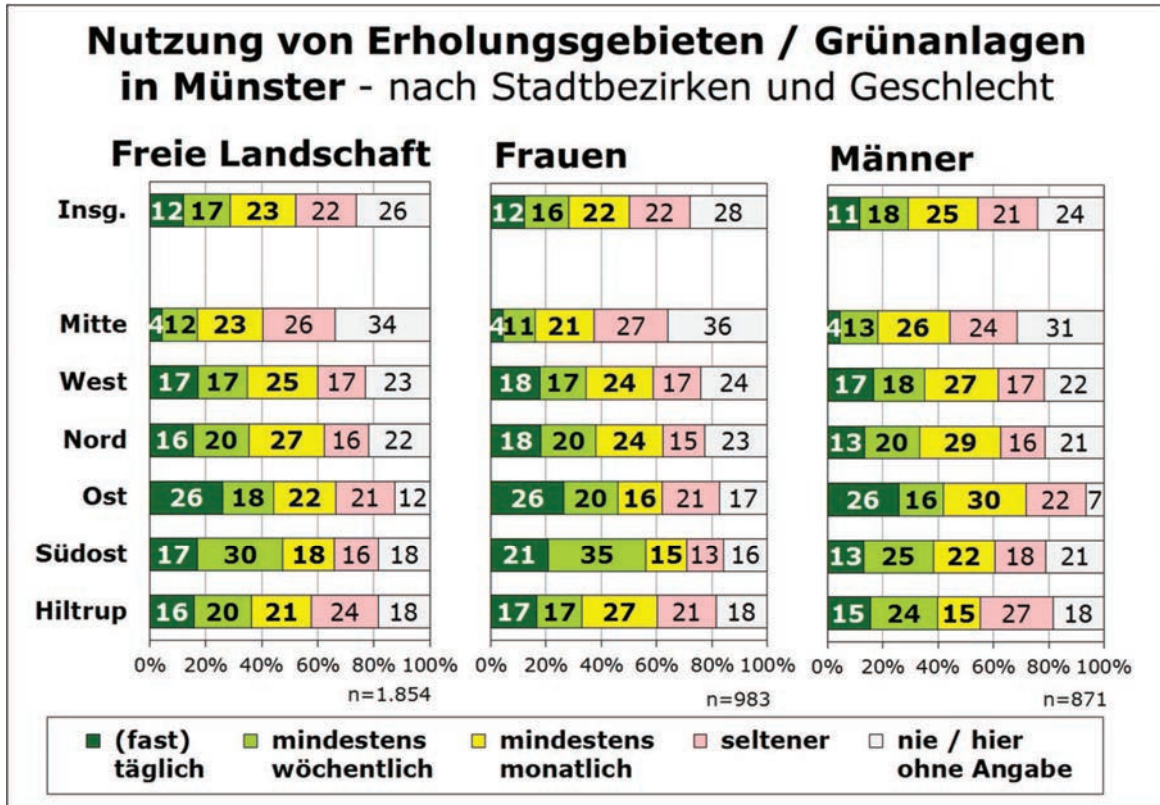 Nutzung von Erholungsgebieten / Grünanlagen
in Münster - nach Stadtbezirken und Geschlecht
Freie Landschaft Frauen Männer
Insg. 12 17 23 22 26 12 16 22 22 28 11 18 25 21 24
Mitte 4 12 23 26 34 4 11 21 27 36 4 13 26 24 31
West 17 17 25 17 23 18 17 24 17 24 17 18 27 17 22
Nord 16 20 27 16 22 18 20 24 15 23 13 20 29 16 21
Ost 26 18 22 21 12 26 20 16 21 17 26 16 30 22 7
Südost 17 30 18 16 18 21 35 15 13 16 13 25 22 18 21
Hiltrup 16 20 21 24 18 17 17 27 21 18 15 24 15 27 18
0% 20% 40% 60% 80% 100% 0% 20% 40% 60% 80% 100% 0% 20% 40% 60% 80% 100%
n=1.854 n=983 n=871
(fast) mindestens mindestens seltener nie / hier
täglich wöchentlich monatlich ohne Angabe